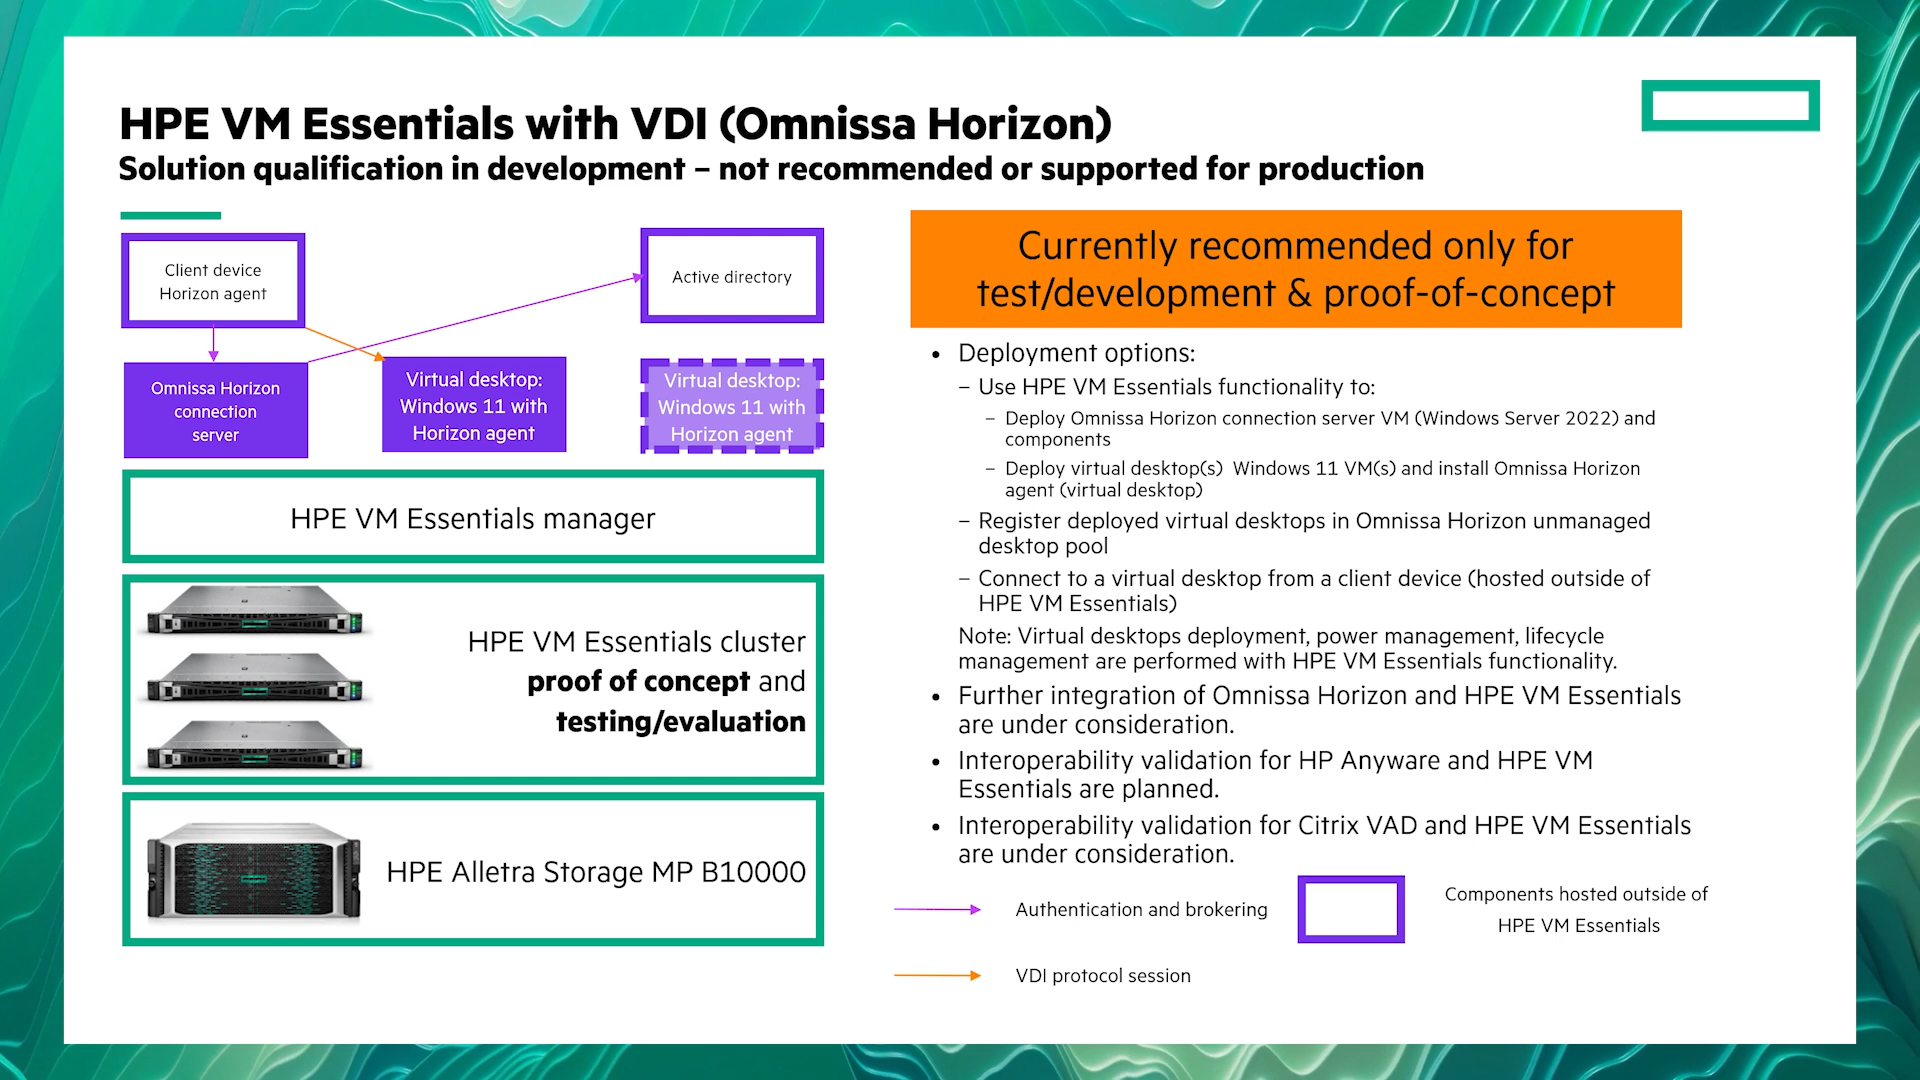 HPE VM Essentials with VDI (Omnissa Horizon)
Solution qualification in development – not recommended or supported for production
Client device
Horizon agent
Active directory
Omnissa Horizon
connection
server
Virtual desktop:
Windows 11 with
Horizon agent
Virtual desktop:
Windows 11 with
Horizon agent
HPE VM Essentials manager
HPE VM Essentials cluster
proof of concept and
testing/evaluation
HPE Alletra Storage MP B10000
Currently recommended only for
test/development & proof-of-concept
• Deployment options:
– Use HPE VM Essentials functionality to:
– Deploy Omnissa Horizon connection server VM (Windows Server 2022) and
components
– Deploy virtual desktop(s) Windows 11 VM(s) and install Omnissa Horizon
agent (virtual desktop)
– Register deployed virtual desktops in Omnissa Horizon unmanaged
desktop pool
– Connect to a virtual desktop from a client device (hosted outside of
HPE VM Essentials)
Note: Virtual desktops deployment, power management, lifecycle
management are performed with HPE VM Essentials functionality.
• Further integration of Omnissa Horizon and HPE VM Essentials
are under consideration.
• Interoperability validation for HP Anyware and HPE VM
Essentials are planned.
• Interoperability validation for Citrix VAD and HPE VM Essentials
are under consideration.
Authentication and brokering
Components hosted outside of
HPE VM Essentials
VDI protocol session